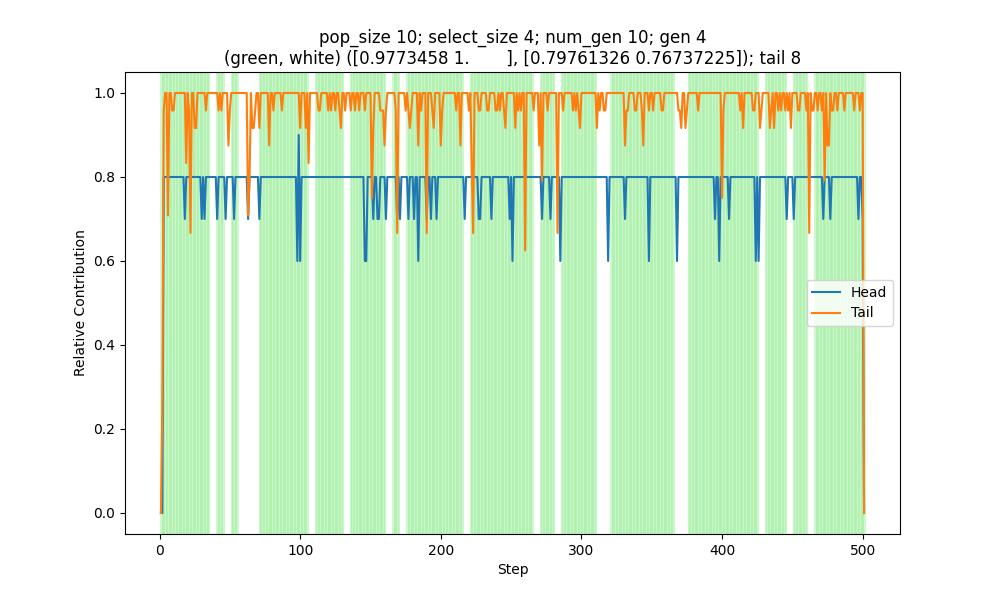 pop_size 10; select_size 4; num_gen 10; gen 4
(green, white) ([0.9773458 1.       ], [0.79761326 0.76737225]); tail 8
1.0
0.8
0.6
0.4
0.2
0.0
Relative Contribution
Head
Tail
0 100 200 300 400 500
Step